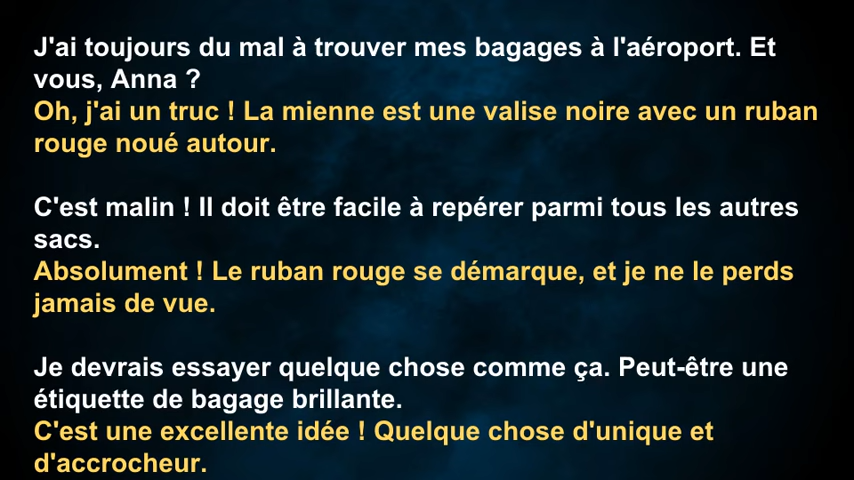 J'ai toujours du mal à trouver mes bagages à l'aéroport. Et
vous, Anna ?
Oh, j'ai un truc ! La mienne est une valise noire avec un ruban
rouge noué autour.
C'est malin ! Il doit être facile à repérer parmi tous les autres
sacs.
Absolument ! Le ruban rouge se démarque, et je ne le perds
jamais de vue.
Je devrais essayer quelque chose comme ça. Peut-être une
étiquette de bagage brillante.
C'est une excellente idée ! Quelque chose d'unique et
d'accrocheur.